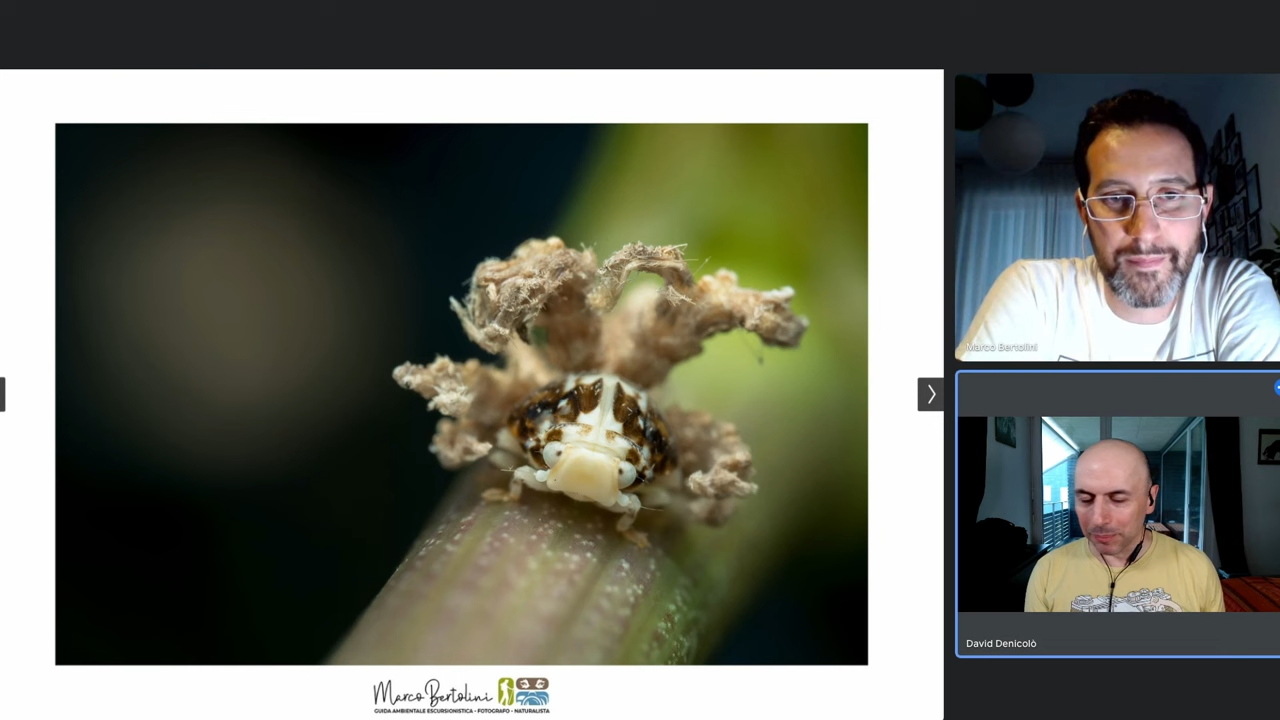 Marco Bertolini
David Denicolò
Marco Bertolini
GUIDA AMBIENTALE ESCURSIONISTICA - FOTOGRAFO - NATURALISTA